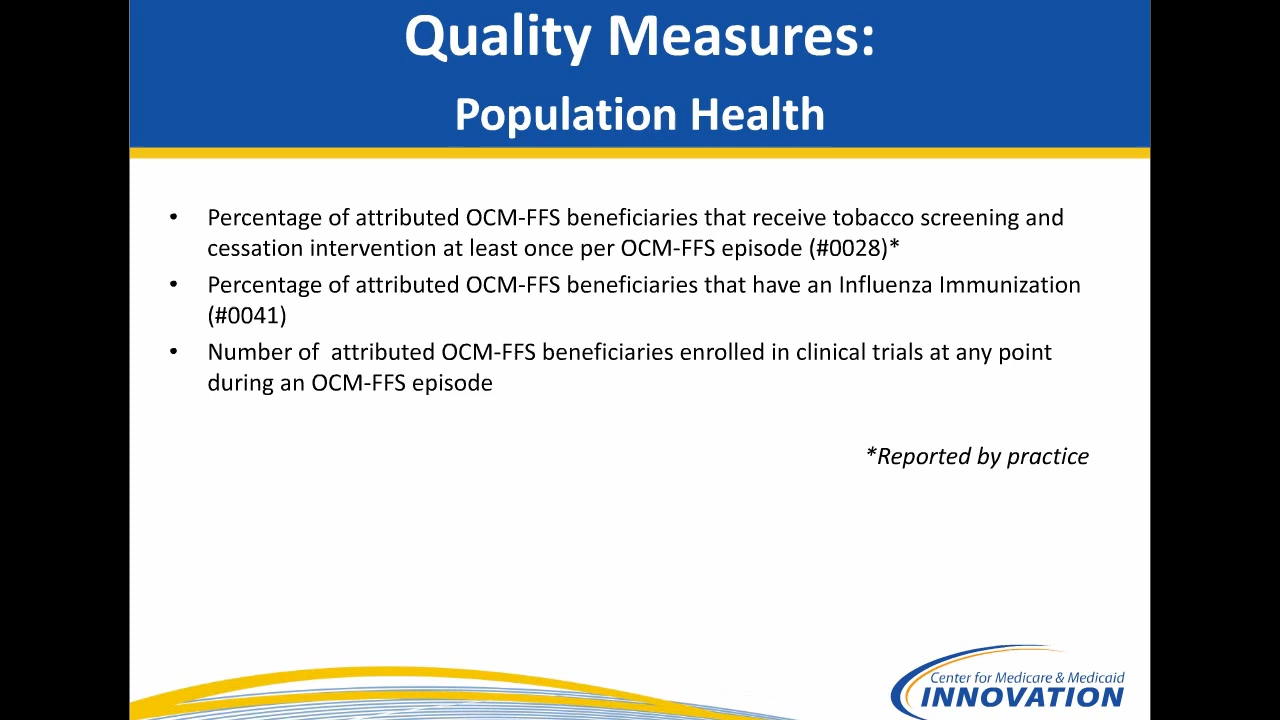 Quality Measures:
Population Health
• Percentage of attributed OCM-FFS beneficiaries that receive tobacco screening and
cessation intervention at least once per OCM-FFS episode (#0028)*
• Percentage of attributed OCM-FFS beneficiaries that have an Influenza Immunization
(#0041)
• Number of  attributed OCM-FFS beneficiaries enrolled in clinical trials at any point
during an OCM-FFS episode
*Reported by practice
Center for Medicare & Medicaid
INNOVATION